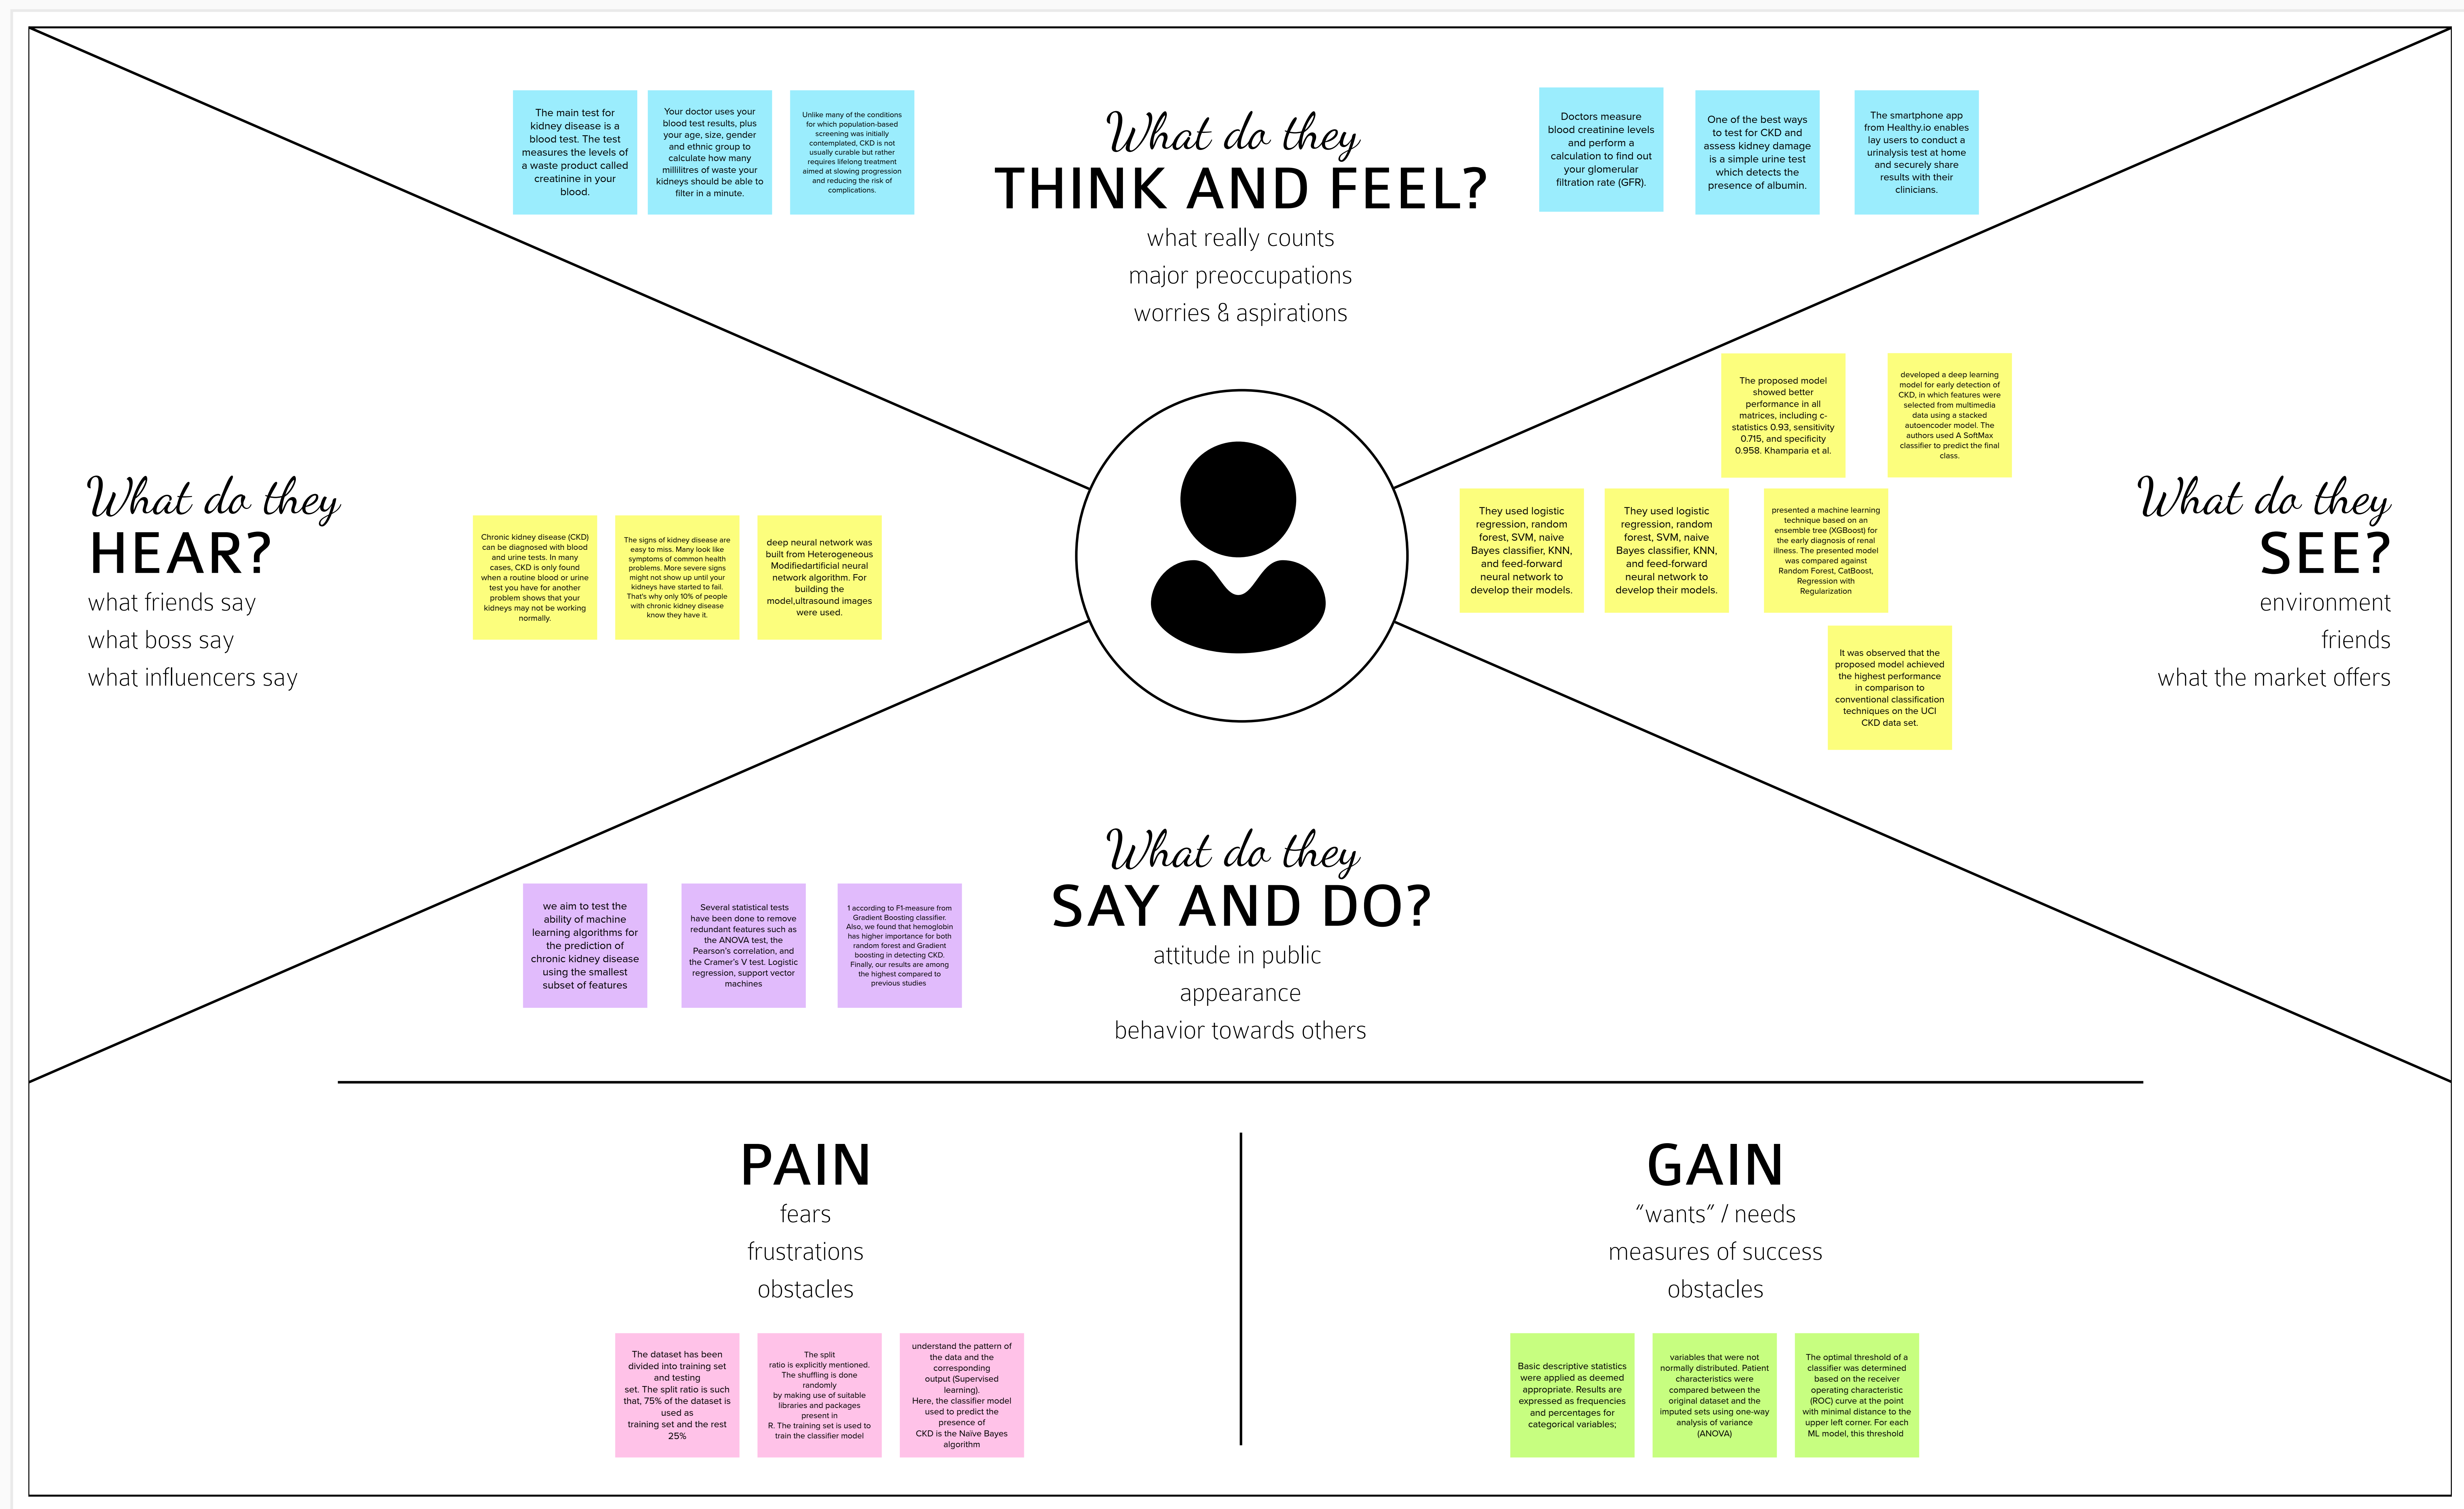 The main test for
kidney disease is a
blood test. The test
measures the levels of
a waste product called
creatinine in your
blood.
Your doctor uses your
blood test results, plus
your age, size, gender
and ethnic group to
calculate how many
millilitres of waste your
kidneys should be able to
filter in a minute.
Unlike many of the conditions
for which population-based
screening was initially
contemplated, CKD is not
usually curable but rather
requires lifelong treatment
aimed at slowing progression
and reducing the risk of
complications.
What do they
THINK AND FEEL?
what really counts
major preoccupations
worries & aspirations
Doctors measure
blood creatinine levels
and perform a
calculation to find out
your glomerular
filtration rate (GFR).
One of the best ways
to test for CKD and
assess kidney damage
is a simple urine test
which detects the
presence of albumin.
The smartphone app
from Healthy.io enables
lay users to conduct a
urinalysis test at home
and securely share
results with their
clinicians.
What do they
HEAR?
what friends say
what boss say
what influencers say
Chronic kidney disease (CKD)
can be diagnosed with blood
and urine tests. In many
cases, CKD is only found
when a routine blood or urine
test you have for another
problem shows that your
kidneys may not be working
normally.
The signs of kidney disease are
easy to miss. Many look like
symptoms of common health
problems. More severe signs
might not show up until your
kidneys have started to fail.
That's why only 10% of people
with chronic kidney disease
know they have it.
deep neural network was
built from Heterogeneous
Modifiedartificial neural
network algorithm. For
building the
model,ultrasound images
were used.
The proposed model
showed better
performance in all
matrices, including c-
statistics 0.93, sensitivity
0.715, and specificity
0.958. Khamparia et al.
developed a deep learning
model for early detection of
CKD, in which features were
selected from multimedia
data using a stacked
autoencoder model. The
authors used A SoftMax
classifier to predict the final
class.
They used logistic
regression, random
forest, SVM, naive
Bayes classifier, KNN,
and feed-forward
neural network to
develop their models.
They used logistic
regression, random
forest, SVM, naive
Bayes classifier, KNN,
and feed-forward
neural network to
develop their models.
presented a machine learning
technique based on an
ensemble tree (XGBoost) for
the early diagnosis of renal
illness. The presented model
was compared against
Random Forest, CatBoost,
Regression with
Regularization
It was observed that the
proposed model achieved
the highest performance
in comparison to
conventional classification
techniques on the UCI
CKD data set.
What do they
SEE?
environment
friends
what the market offers
we aim to test the
ability of machine
learning algorithms for
the prediction of
chronic kidney disease
using the smallest
subset of features
Several statistical tests
have been done to remove
redundant features such as
the ANOVA test, the
Pearson's correlation, and
the Cramer's V test. Logistic
regression, support vector
machines
1 according to F1-measure from
Gradient Boosting classifier.
Also, we found that hemoglobin
has higher importance for both
random forest and Gradient
boosting in detecting CKD.
Finally, our results are among
the highest compared to
previous studies
What do they
SAY AND DO?
attitude in public
appearance
behavior towards others
PAIN
fears
frustrations
obstacles
The dataset has been
divided into training set
and testing
set. The split ratio is such
that, 75% of the dataset is
used as
training set and the rest
25%
The split
ratio is explicitly mentioned.
The shuffling is done
randomly
by making use of suitable
libraries and packages
present in
R. The training set is used to
train the classifier model
understand the pattern of
the data and the
corresponding
output (Supervised
learning).
Here, the classifier model
used to predict the
presence of
CKD is the Naïve Bayes
algorithm
GAIN
“wants” / needs
measures of success
obstacles
Basic descriptive statistics
were applied as deemed
appropriate. Results are
expressed as frequencies
and percentages for
categorical variables;
variables that were not
normally distributed. Patient
characteristics were
compared between the
original dataset and the
imputed sets using one-way
analysis of variance
(ANOVA)
The optimal threshold of a
classifier was determined
based on the receiver
operating characteristic
(ROC) curve at the point
with minimal distance to the
upper left corner. For each
ML model, this threshold